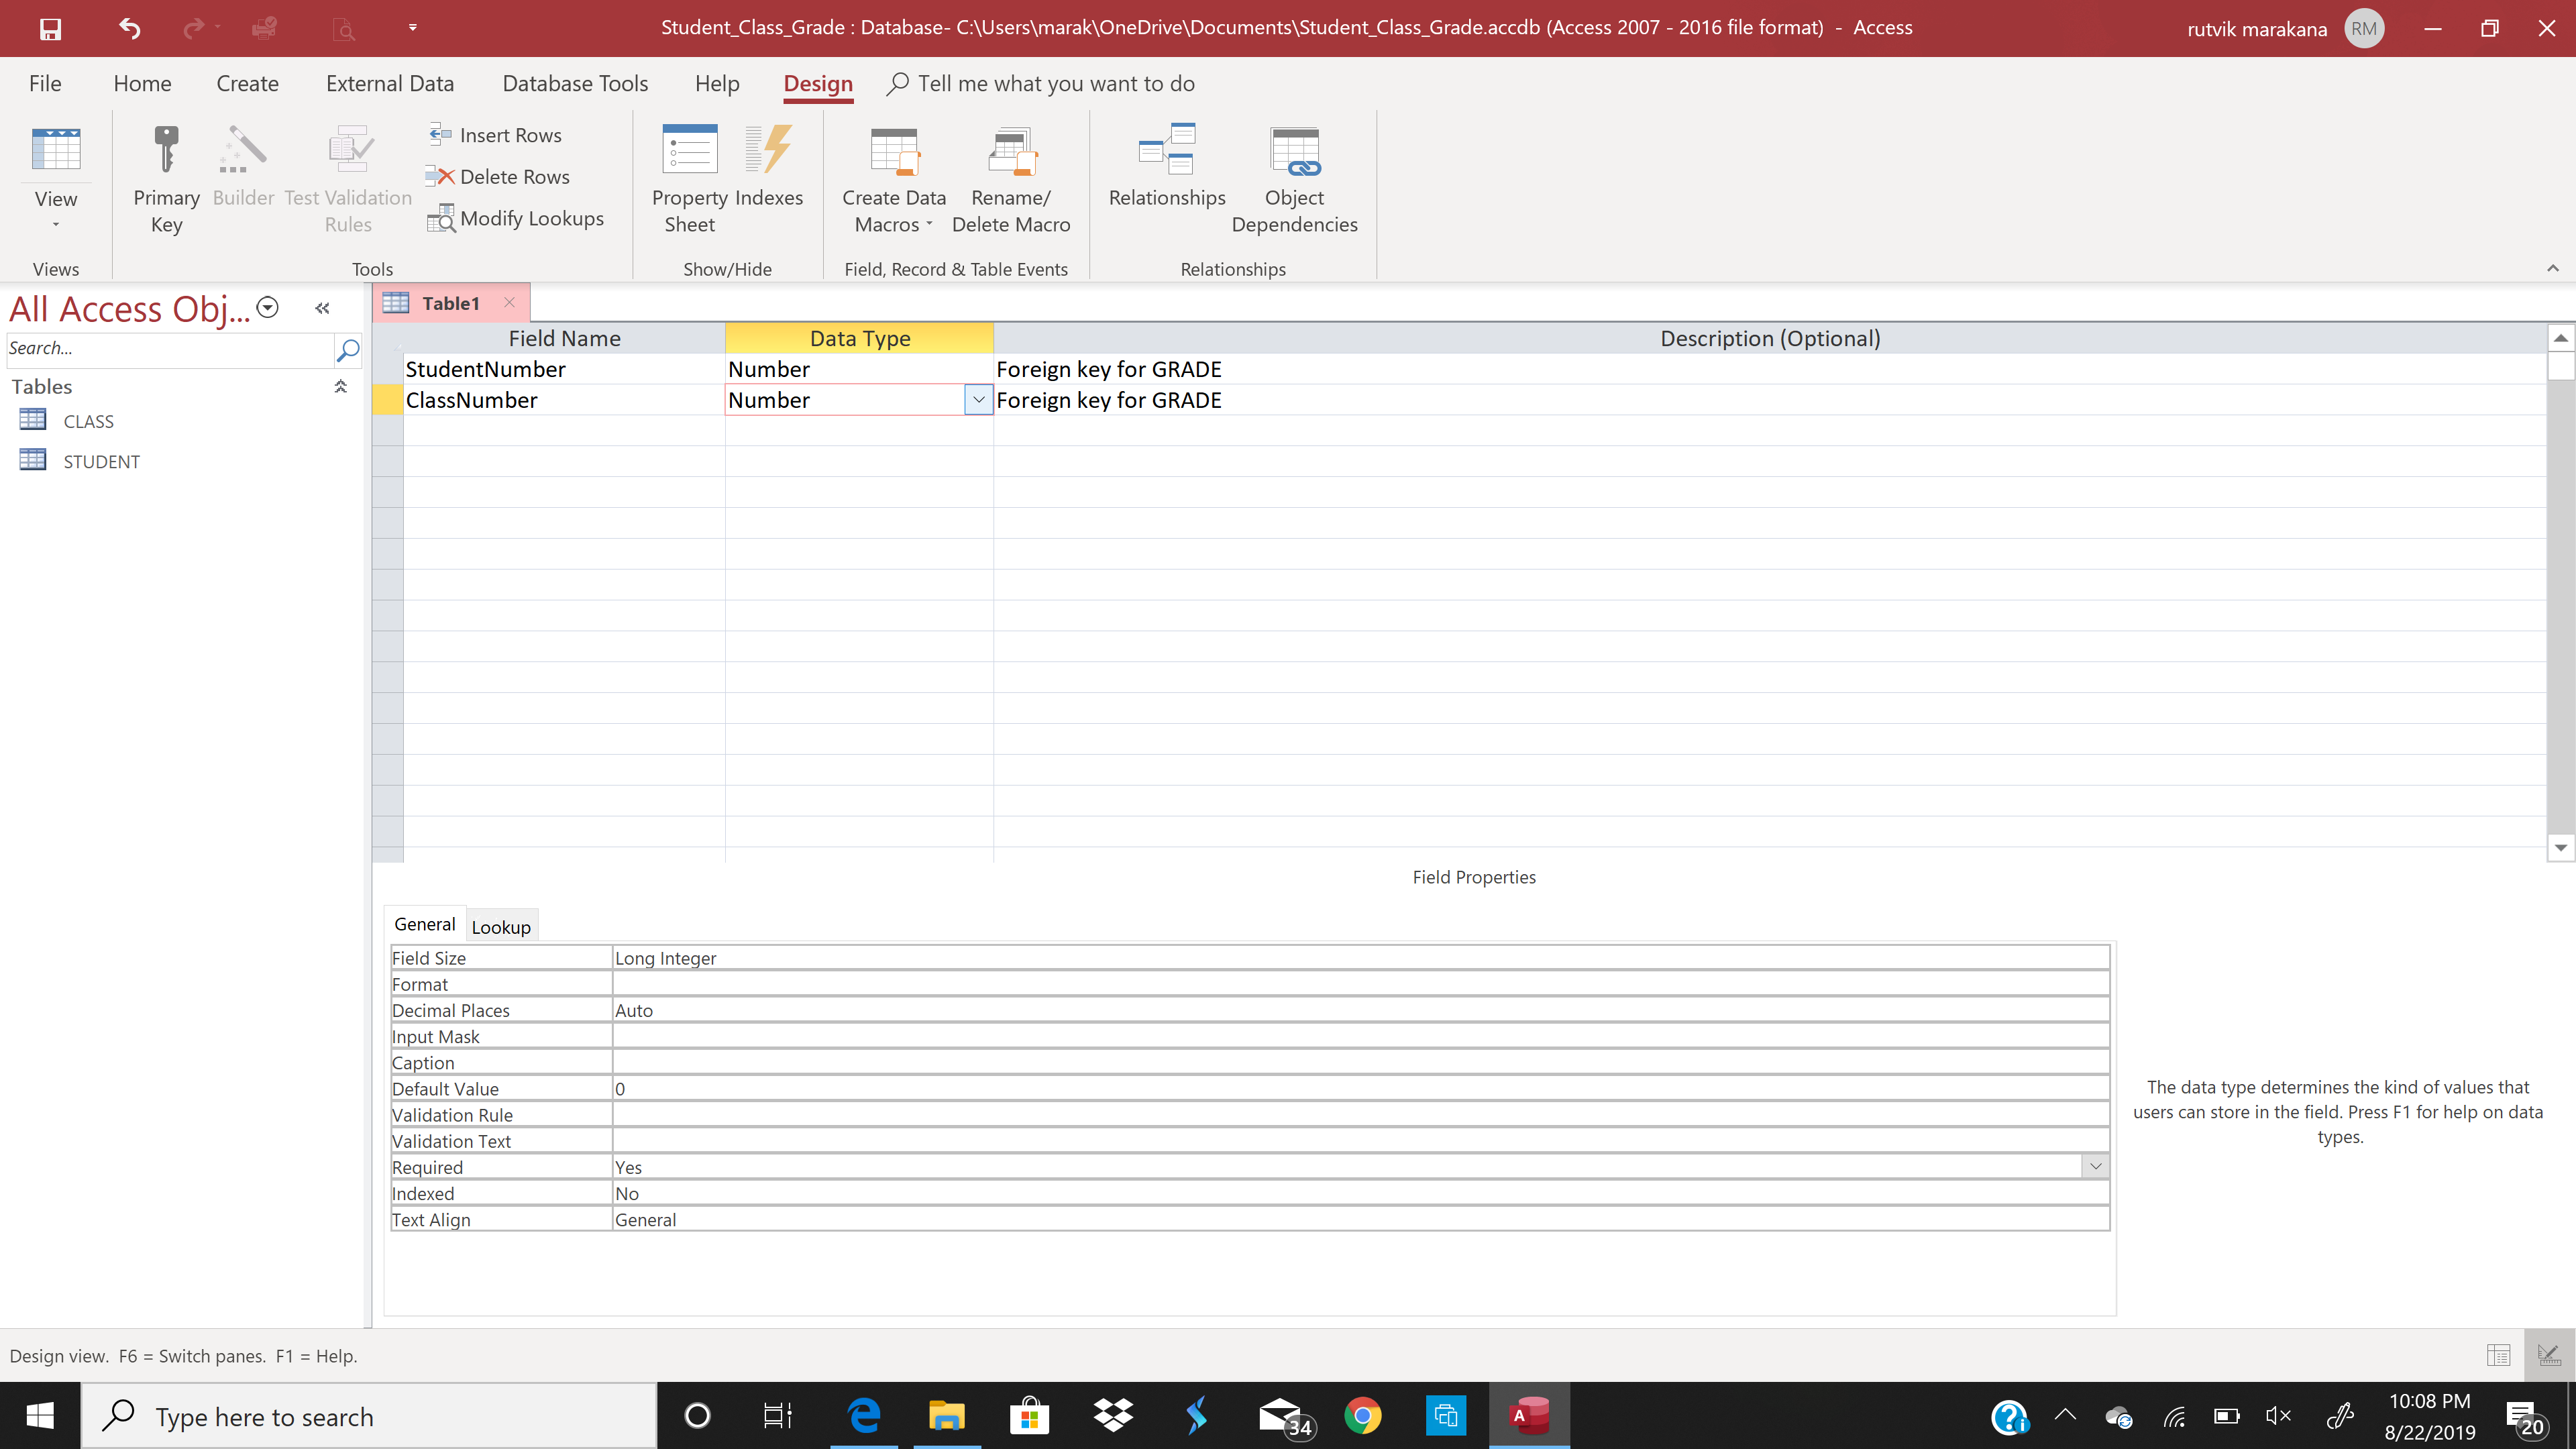 Student_Class_Grade : Database- C:\Users\marak\OneDrive\Documents\Student_Class_Grade.accdb (Access 2007 - 2016 file format) - Access
rutvik marakana
RM
File
Home
Create
External Data
Database Tools
Help
Design
Tell me what you want to do
View
Primary Key
Builder
Test Validation Rules
Insert Rows
Delete Rows
Modify Lookups
Property Sheet
Indexes
Create Data Macros
Rename/ Delete Macro
Relationships
Object Dependencies
Views
Tools
Show/Hide
Field, Record & Table Events
Relationships
All Access Obj...
Search...
Tables
CLASS
STUDENT
Table1
Field Name Data Type Description (Optional)
StudentNumber Number Foreign key for GRADE
ClassNumber Number Foreign key for GRADE
Field Properties
General Lookup
Field Size Long Integer
Format
Decimal Places Auto
Input Mask
Caption
Default Value 0
Validation Rule
Validation Text
Required Yes
Indexed No
Text Align General
The data type determines the kind of values that
users can store in the field. Press F1 for help on data
types.
Design view. F6 = Switch panes. F1 = Help.
Type here to search
34
A
10:08 PM
8/22/2019
20